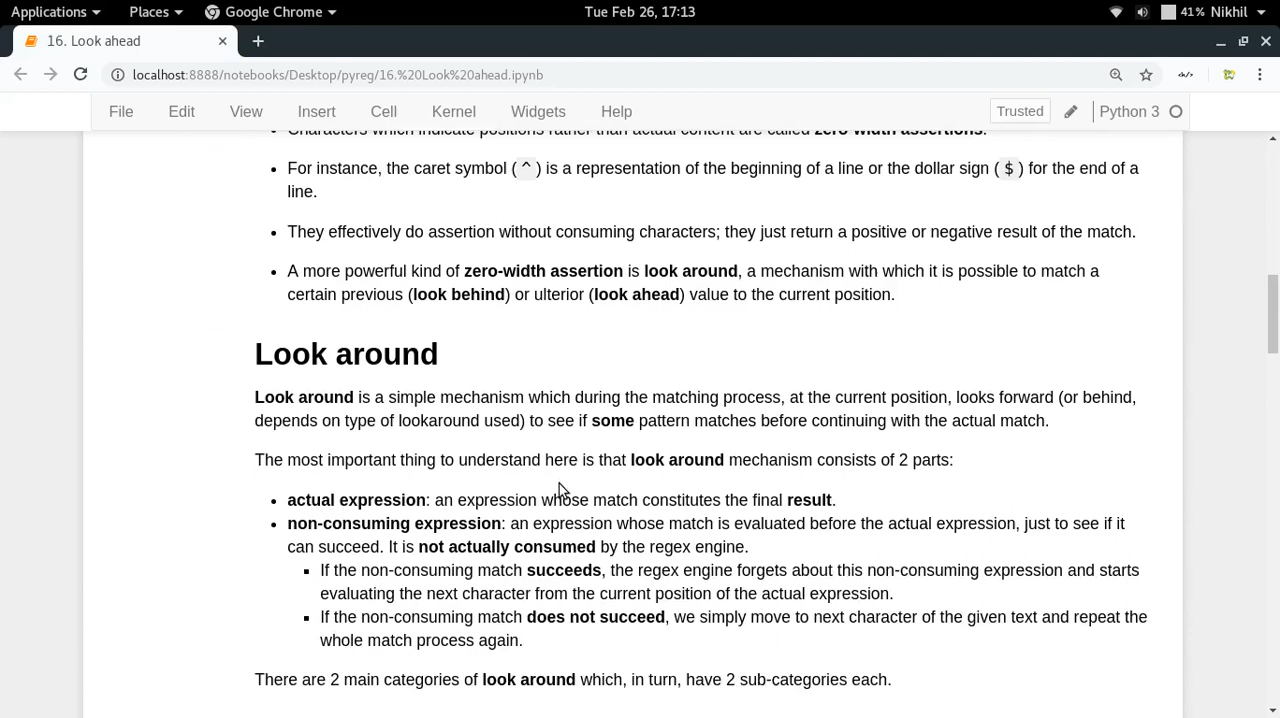 Applications Places Google Chrome Tue Feb 26, 17:13 41% Nikhil
16. Look ahead
localhost:8888/notebooks/Desktop/pyreg/16.%20Look%20ahead.ipynb
File Edit View Insert Cell Kernel Widgets Help Trusted Python 3
• Characters which indicate positions rather than actual content are called zero-width assertions.
• For instance, the caret symbol ( ^ ) is a representation of the beginning of a line or the dollar sign ( $ ) for the end of a
line.
• They effectively do assertion without consuming characters; they just return a positive or negative result of the match.
• A more powerful kind of zero-width assertion is look around, a mechanism with which it is possible to match a
certain previous (look behind) or ulterior (look ahead) value to the current position.
Look around
Look around is a simple mechanism which during the matching process, at the current position, looks forward (or behind,
depends on type of lookaround used) to see if some pattern matches before continuing with the actual match.
The most important thing to understand here is that look around mechanism consists of 2 parts:
• actual expression: an expression whose match constitutes the final result.
• non-consuming expression: an expression whose match is evaluated before the actual expression, just to see if it
can succeed. It is not actually consumed by the regex engine.
▪ If the non-consuming match succeeds, the regex engine forgets about this non-consuming expression and starts
evaluating the next character from the current position of the actual expression.
▪ If the non-consuming match does not succeed, we simply move to next character of the given text and repeat the
whole match process again.
There are 2 main categories of look around which, in turn, have 2 sub-categories each.